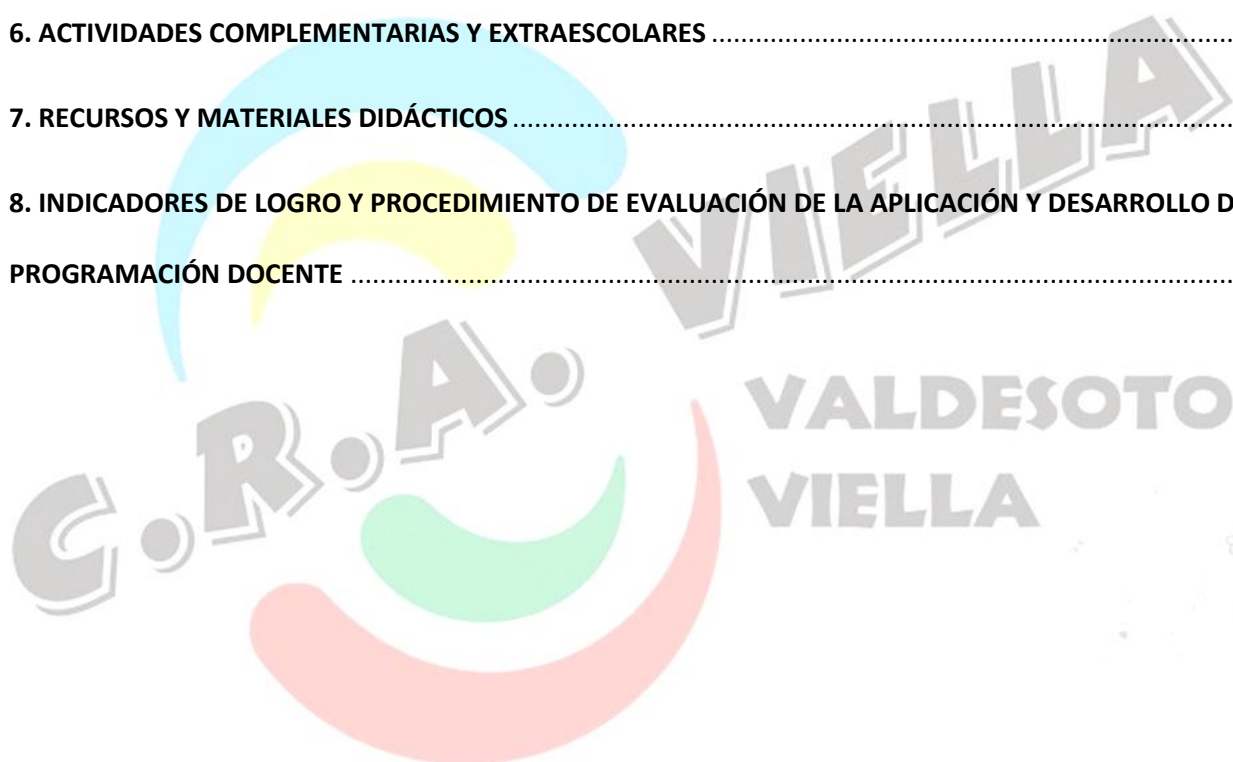 6. ACTIVIDADES COMPLEMENTARIAS Y EXTRAESCOLARES ........................................................................
7. RECURSOS Y MATERIALES DIDÁCTICOS ....................................................................................................
8. INDICADORES DE LOGRO Y PROCEDIMIENTO DE EVALUACIÓN DE LA APLICACIÓN Y DESARROLLO D
PROGRAMACIÓN DOCENTE ..........................................................................................................................
C.R.A. VIELLA
VALDESOTO
VIELLA